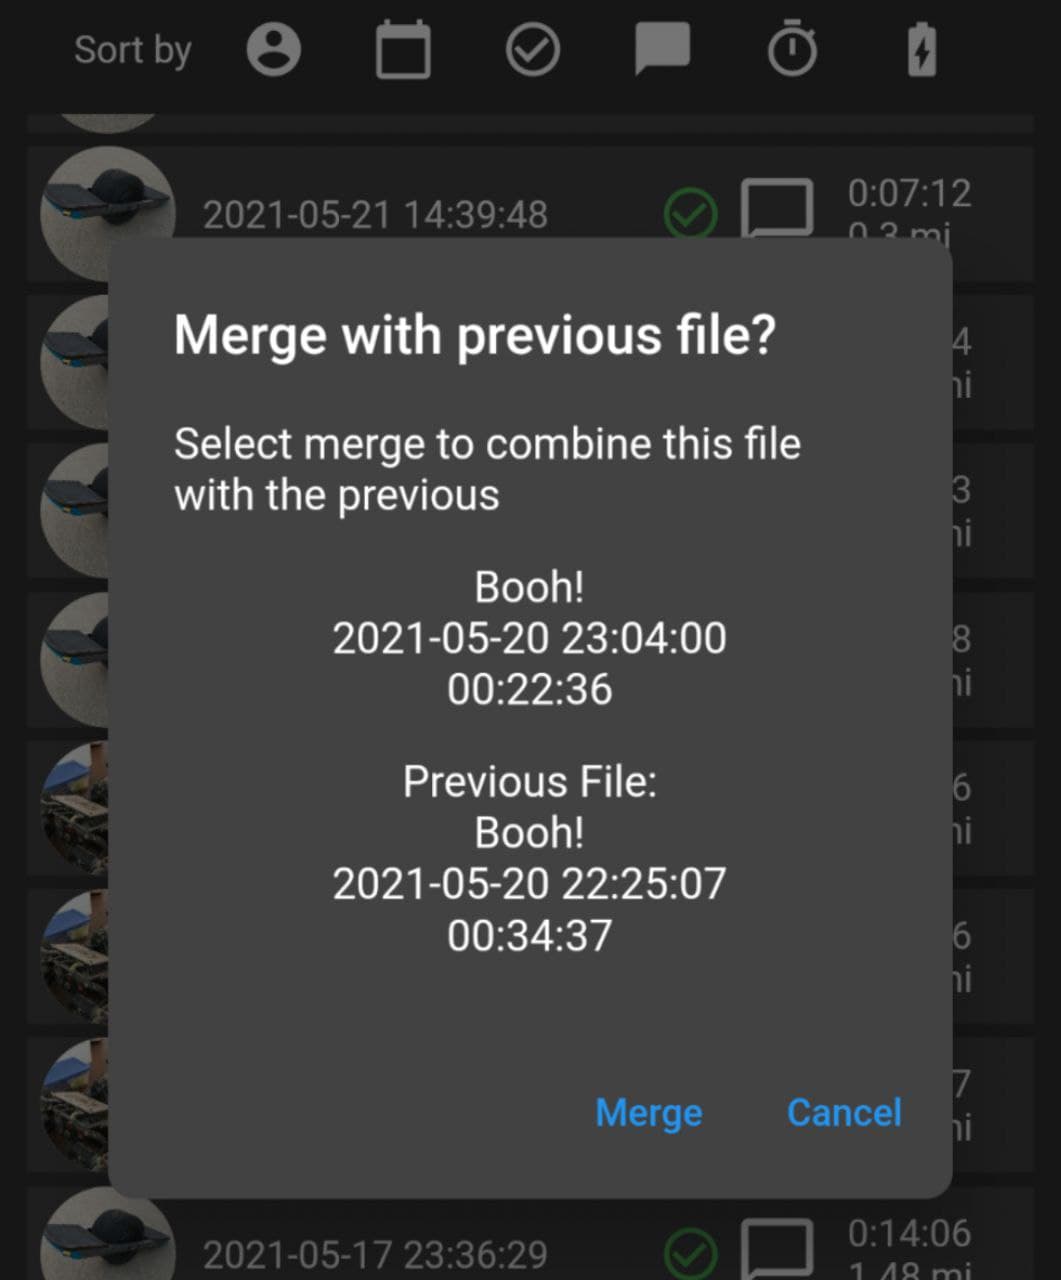 Sort by
2021-05-21 14:39:48
0:07:12
0.3 mi
Merge with previous file?
Select merge to combine this file
with the previous
Booh!
2021-05-20 23:04:00
00:22:36
Previous File:
Booh!
2021-05-20 22:25:07
00:34:37
Merge Cancel
2021-05-17 23:36:29
0:14:06
1.48 mi